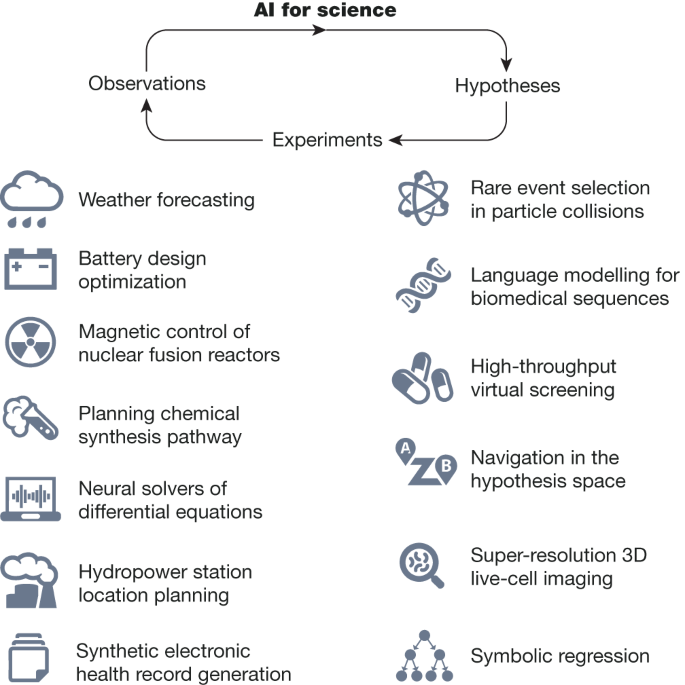 AI for science
Observations
Hypotheses
Experiments
Weather forecasting
Battery design
optimization
Magnetic control of
nuclear fusion reactors
Planning chemical
synthesis pathway
Neural solvers of
differential equations
Hydropower station
location planning
Synthetic electronic
health record generation
Rare event selection
in particle collisions
Language modelling for
biomedical sequences
High-throughput
virtual screening
A
B
Navigation in the
hypothesis space
Super-resolution 3D
live-cell imaging
Symbolic regression